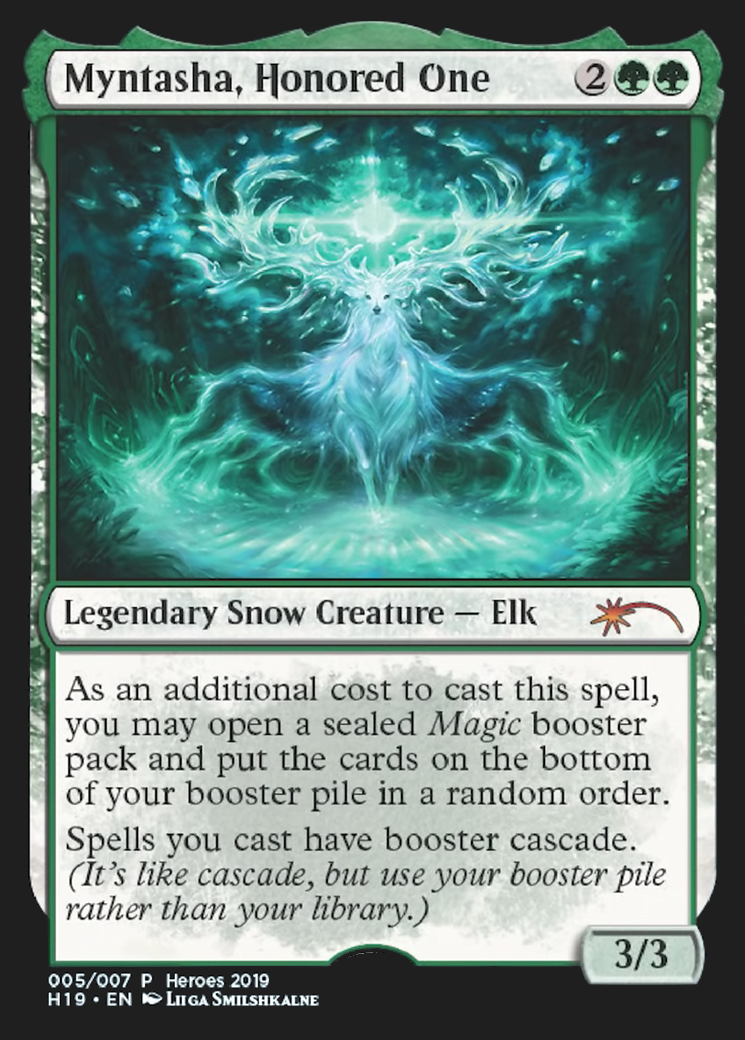 Myntasha, Honored One 2
Legendary Snow Creature — Elk
As an additional cost to cast this spell,
you may open a sealed Magic booster
pack and put the cards on the bottom
of your booster pile in a random order.
Spells you cast have booster cascade.
(It's like cascade, but use your booster pile
rather than your library.)
3/3
005/007 P Heroes 2019
H19 • EN Liiga Smilshkalne